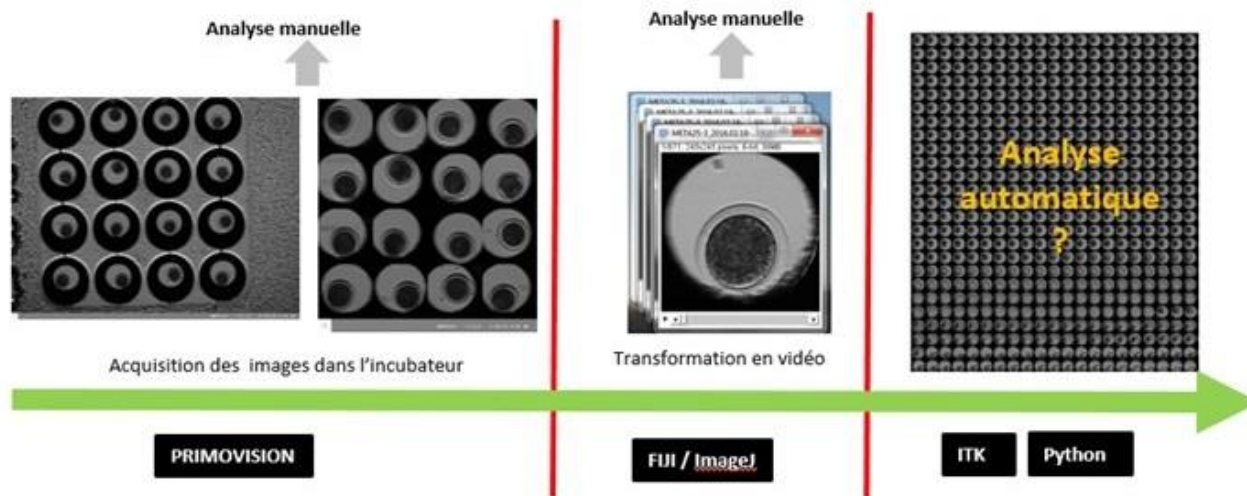 Analyse manuelle
Analyse manuelle
Analyse
automatique
?
Acquisition des images dans l'incubateur
Transformation en vidéo
PRIMOVISION
FIJI / ImageJ
ITK
Python